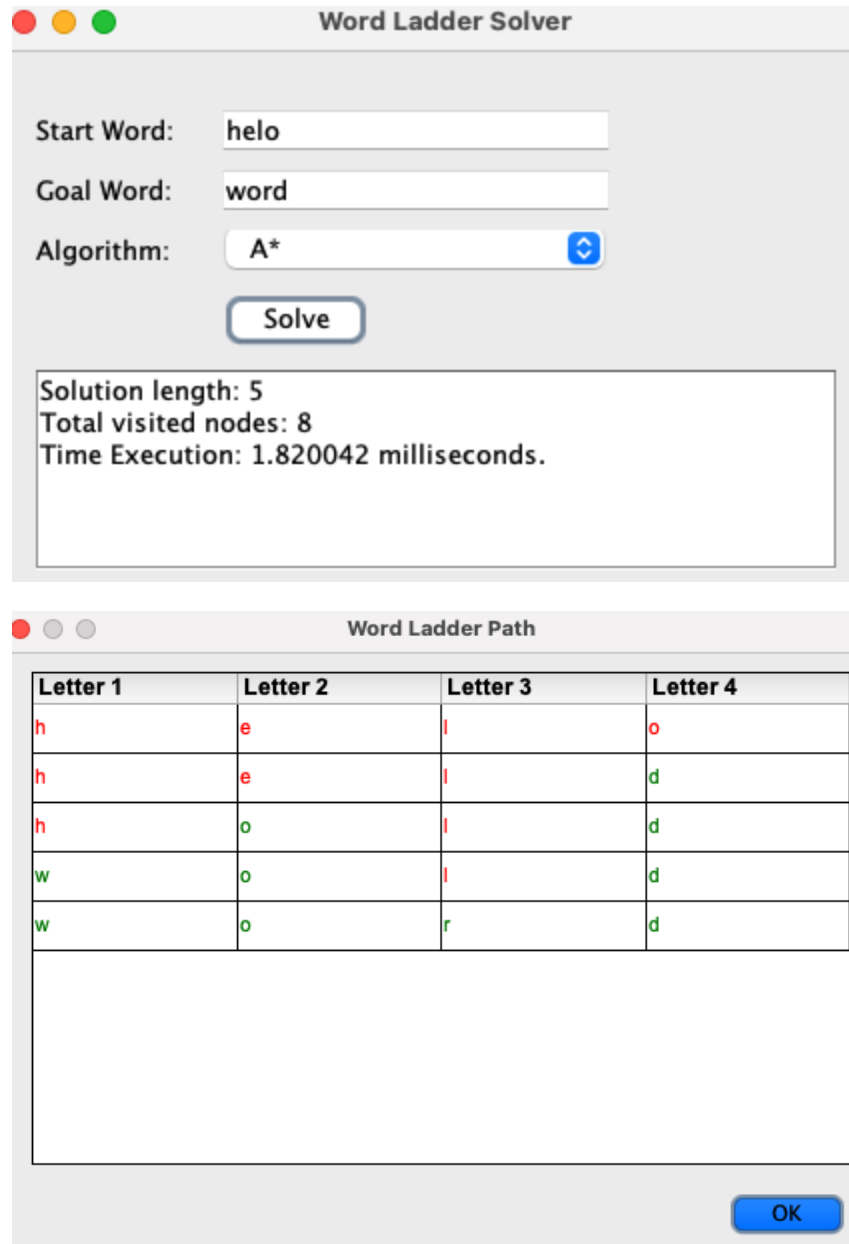 Word Ladder Solver
Start Word: helo
Goal Word: word
Algorithm: A*
Solve
Solution length: 5
Total visited nodes: 8
Time Execution: 1.820042 milliseconds.
Word Ladder Path
Letter 1 Letter 2 Letter 3 Letter 4
h e l o
h e l d
h o l d
w o l d
w o r d
OK